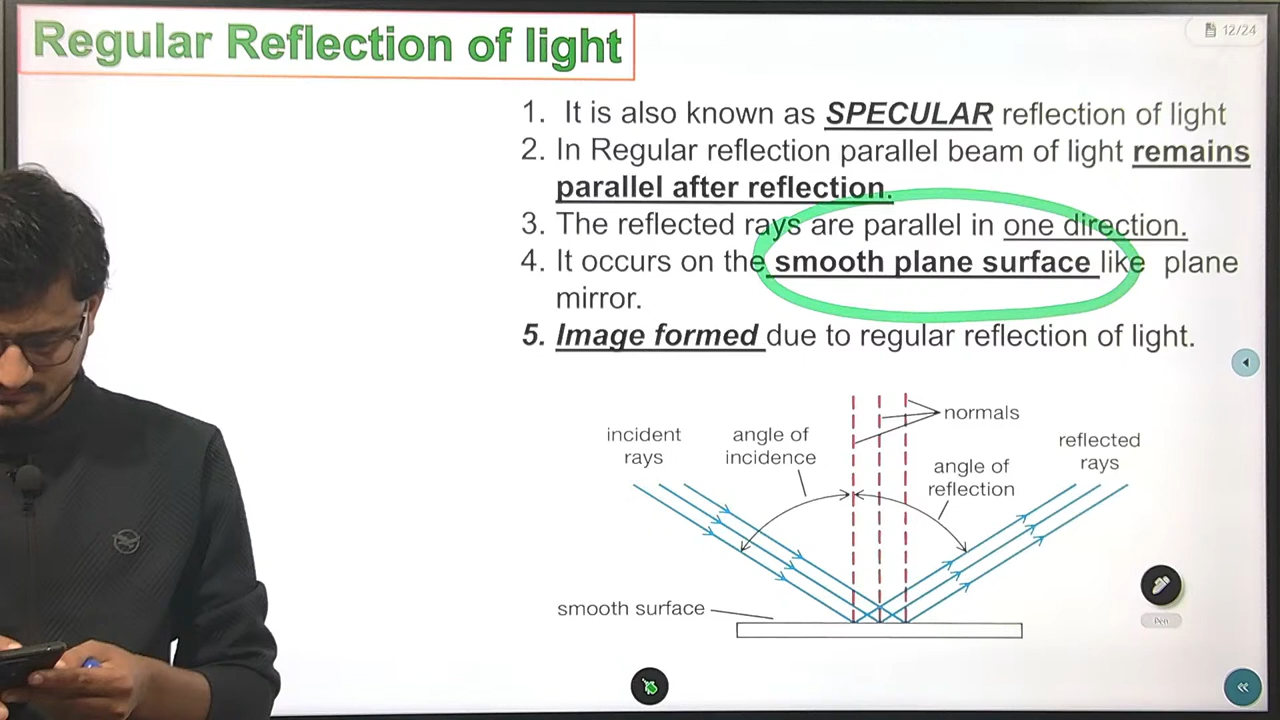 Regular Reflection of light
12/24
1. It is also known as SPECULAR reflection of light
2. In Regular reflection parallel beam of light remains
parallel after reflection.
3. The reflected rays are parallel in one direction.
4. It occurs on the smooth plane surface like plane
mirror.
5. Image formed due to regular reflection of light.
normals
incident
rays
angle of
incidence
reflected
rays
angle of
reflection
smooth surface
Pen